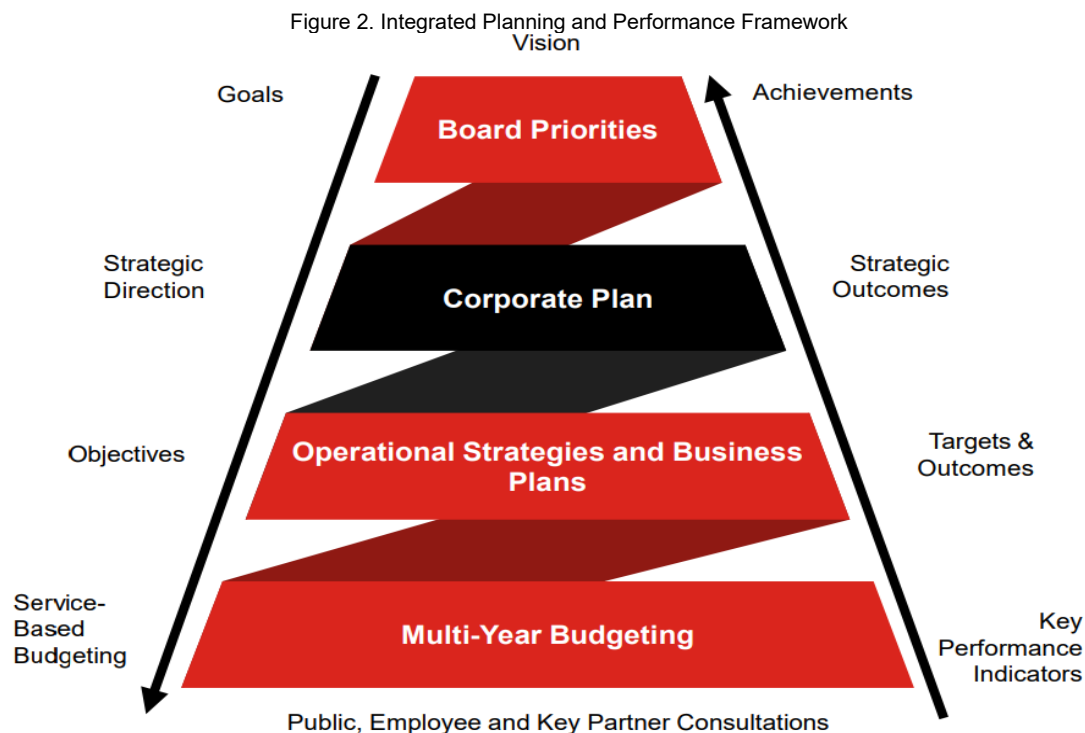 Figure 2. Integrated Planning and Performance Framework
Vision
Goals
Achievements
Board Priorities
Strategic
Direction
Strategic
Outcomes
Corporate Plan
Objectives
Operational Strategies and Business
Plans
Targets &
Outcomes
Service-
Based
Budgeting
Multi-Year Budgeting
Key
Performance
Indicators
Public, Employee and Key Partner Consultations